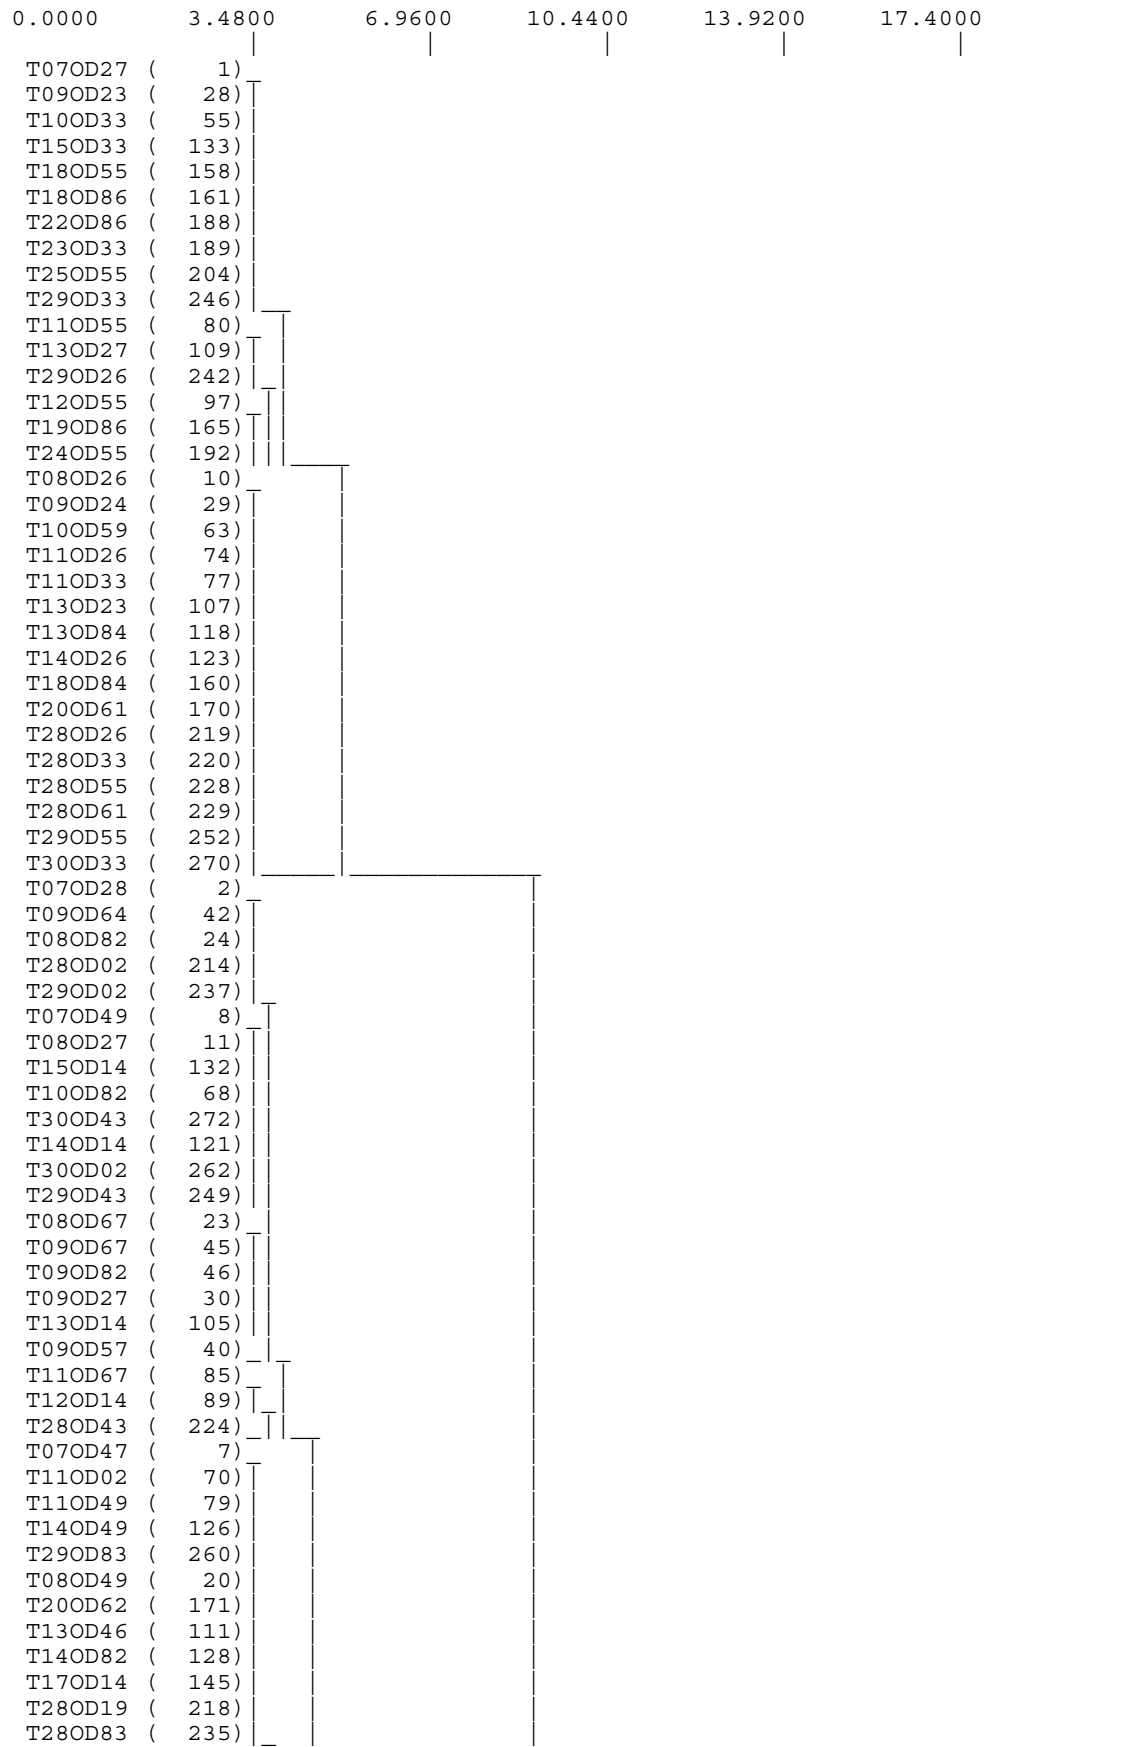 0.0000 3.4800 6.9600 10.4400 13.9200 17.4000
T07OD27 ( 1)
T09OD23 ( 28)
T10OD33 ( 55)
T15OD33 ( 133)
T18OD55 ( 158)
T18OD86 ( 161)
T22OD86 ( 188)
T23OD33 ( 189)
T25OD55 ( 204)
T29OD33 ( 246)
T11OD55 ( 80)
T13OD27 ( 109)
T29OD26 ( 242)
T12OD55 ( 97)
T19OD86 ( 165)
T24OD55 ( 192)
T08OD26 ( 10)
T09OD24 ( 29)
T10OD59 ( 63)
T11OD26 ( 74)
T11OD33 ( 77)
T13OD23 ( 107)
T13OD84 ( 118)
T14OD26 ( 123)
T18OD84 ( 160)
T20OD61 ( 170)
T28OD26 ( 219)
T28OD33 ( 220)
T28OD55 ( 228)
T28OD61 ( 229)
T29OD55 ( 252)
T30OD33 ( 270)
T07OD28 ( 2)
T09OD64 ( 42)
T08OD82 ( 24)
T28OD02 ( 214)
T29OD02 ( 237)
T07OD49 ( 8)
T08OD27 ( 11)
T15OD14 ( 132)
T10OD82 ( 68)
T30OD43 ( 272)
T14OD14 ( 121)
T30OD02 ( 262)
T29OD43 ( 249)
T08OD67 ( 23)
T09OD67 ( 45)
T09OD82 ( 46)
T09OD27 ( 30)
T13OD14 ( 105)
T09OD57 ( 40)
T11OD67 ( 85)
T12OD14 ( 89)
T28OD43 ( 224)
T07OD47 ( 7)
T11OD02 ( 70)
T11OD49 ( 79)
T14OD49 ( 126)
T29OD83 ( 260)
T08OD49 ( 20)
T20OD62 ( 171)
T13OD46 ( 111)
T14OD82 ( 128)
T17OD14 ( 145)
T28OD19 ( 218)
T28OD83 ( 235)